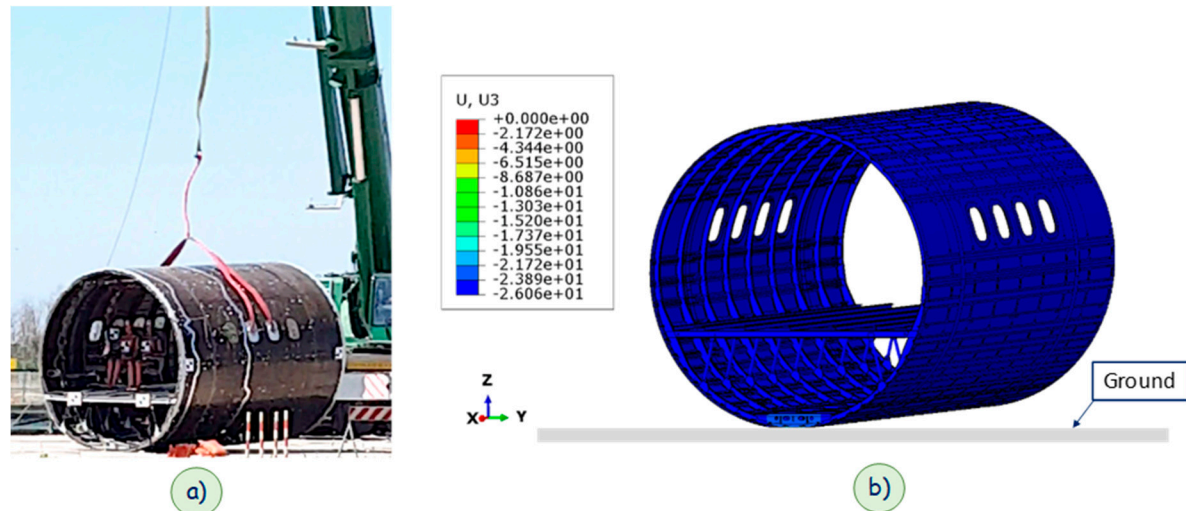 U, U3
+0.000e+00
-2.172e+00
-4.344e+00
-6.515e+00
-8.687e+00
-1.086e+01
-1.303e+01
-1.520e+01
-1.737e+01
-1.955e+01
-2.172e+01
-2.389e+01
-2.606e+01
Z
X
Y
Ground
a)
b)